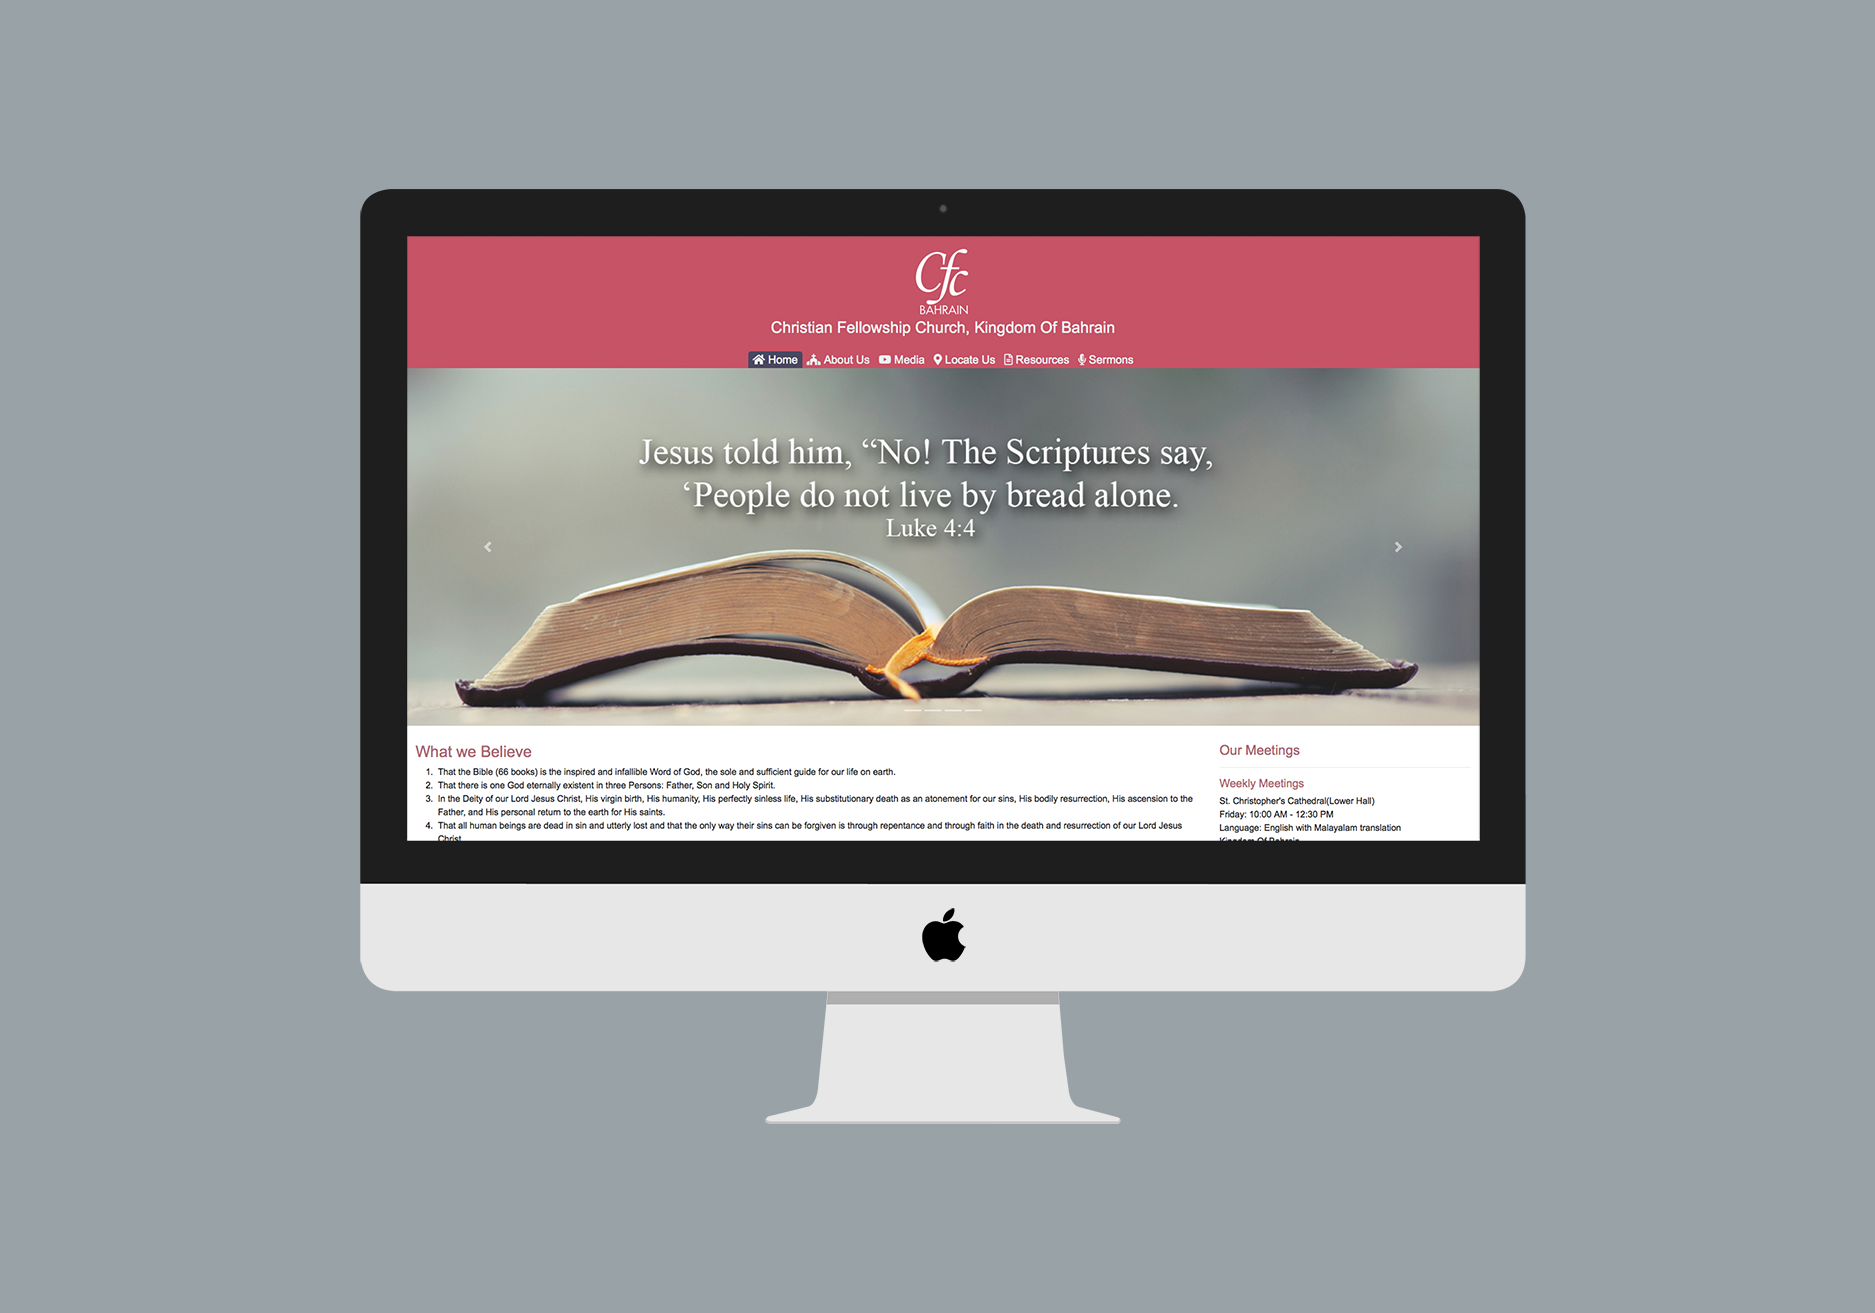 Cfc
BAHRAIN
Christian Fellowship Church, Kingdom Of Bahrain
Home About Us Media Locate Us Resources Sermons
Jesus told him, “No! The Scriptures say,
‘People do not live by bread alone.
Luke 4:4
What we Believe
1. That the Bible (66 books) is the inspired and infallible Word of God, the sole and sufficient guide for our life on earth.
2. That there is one God eternally existent in three Persons: Father, Son and Holy Spirit.
3. In the Deity of our Lord Jesus Christ, His virgin birth, His humanity, His perfectly sinless life, His substitutionary death as an atonement for our sins, His bodily resurrection, His ascension to the
Father, and His personal return to the earth for His saints.
4. That all human beings are dead in sin and utterly lost and that the only way their sins can be forgiven is through repentance and through faith in the death and resurrection of our Lord Jesus
Christ
Our Meetings
Weekly Meetings
St. Christopher's Cathedral(Lower Hall)
Friday: 10:00 AM - 12:30 PM
Language: English with Malayalam translation
Kingdom Of Bahrain